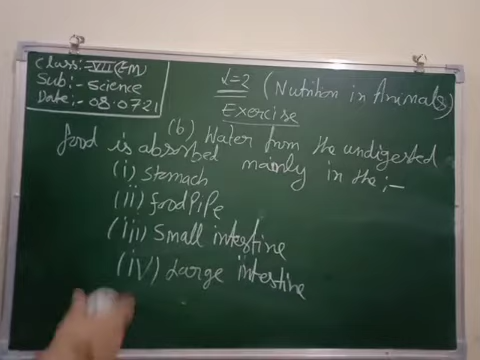 Class:- VII (EM)
Sub:- Science
Date:- 08.07.21
L=2 (Nutrition in Animals)
Exercise
(b) Water from the undigested
food is absorbed mainly in the :-
(i) Stomach
(ii) food Pipe
(iii) Small intestine
(iv) Large intestine